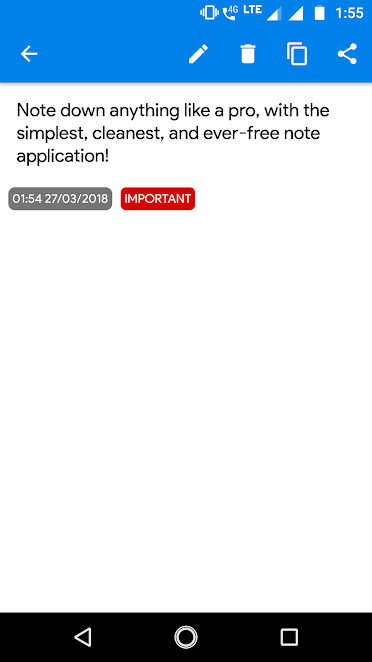 4G LTE 1:55
Note down anything like a pro, with the
simplest, cleanest, and ever-free note
application!
01:54 27/03/2018 IMPORTANT